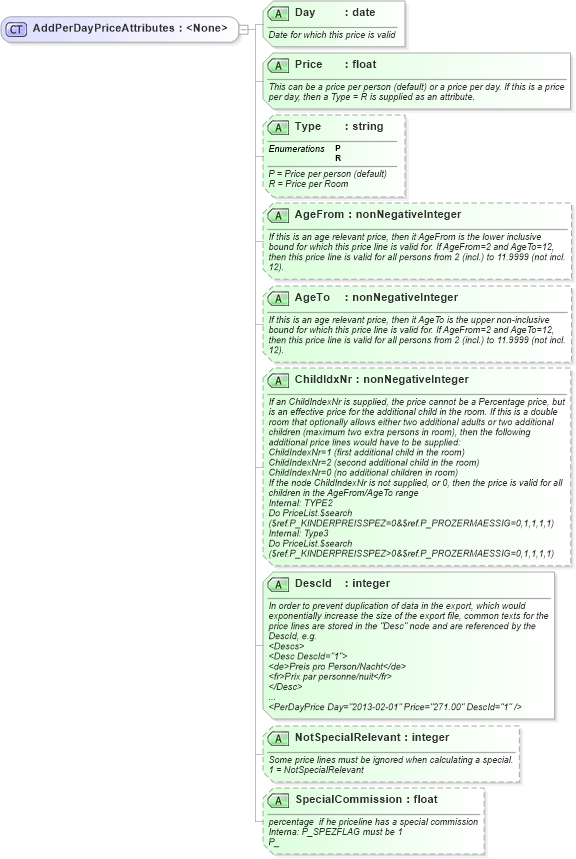 CT AddPerDayPriceAttributes : <None>
A Day : date
Date for which this price is valid
A Price : float
This can be a price per person (default) or a price per day. If this is a price
per day, then a Type = R is supplied as an attribute.
A Type : string
Enumerations P
R
P = Price per person (default)
R = Price per Room
A AgeFrom : nonNegativeInteger
If this is an age relevant price, then it AgeFrom is the lower inclusive
bound for which this price line is valid for. If AgeFrom=2 and AgeTo=12,
then this price line is valid for all persons from 2 (incl.) to 11.9999 (not incl.
12).
A AgeTo : nonNegativeInteger
If this is an age relevant price, then it AgeTo is the upper non-inclusive
bound for which this price line is valid for. If AgeFrom=2 and AgeTo=12,
then this price line is valid for all persons from 2 (incl.) to 11.9999 (not incl.
12).
A ChildIdxNr : nonNegativeInteger
If an ChildIndexNr is supplied, the price cannot be a Percentage price, but
is an effective price for the additional child in the room. If this is a double
room that optionally allows either two additional adults or two additional
children (maximum two extra persons in room), then the following
additional price lines would have to be supplied:
ChildIndexNr=1 (first additional child in the room)
ChildIndexNr=2 (second additional child in the room)
ChildIndexNr=0 (no additional children in room)
If the node ChildIndexNr is not supplied, or 0, then the price is valid for all
children in the AgeFrom/AgeTo range
Internal: TYPE2
Do PriceList.$search
($ref.P_KINDERPREISSPEZ=0&$ref.P_PROZERMAESSIG=0,1,1,1,1)
Internal: Type3
Do PriceList.$search
($ref.P_KINDERPREISSPEZ>0&$ref.P_PROZERMAESSIG=0,1,1,1,1)
A DescId : integer
In order to prevent duplication of data in the export, which would
exponentially increase the size of the export file, common texts for the
price lines are stored in the "Desc" node and are referenced by the
DescId, e.g.
<Descs>
<Desc DescId="1">
<de>Preis pro Person/Nacht</de>
<fr>Prix par personne/nuit</fr>
</Desc>
...
<PerDayPrice Day="2013-02-01" Price="271.00" DescId="1" />
A NotSpecialRelevant : integer
Some price lines must be ignored when calculating a special.
1 = NotSpecialRelevant
A SpecialCommission : float
percentage if he priceline has a special commission
Interna: P_SPEZFLAG must be 1
P_